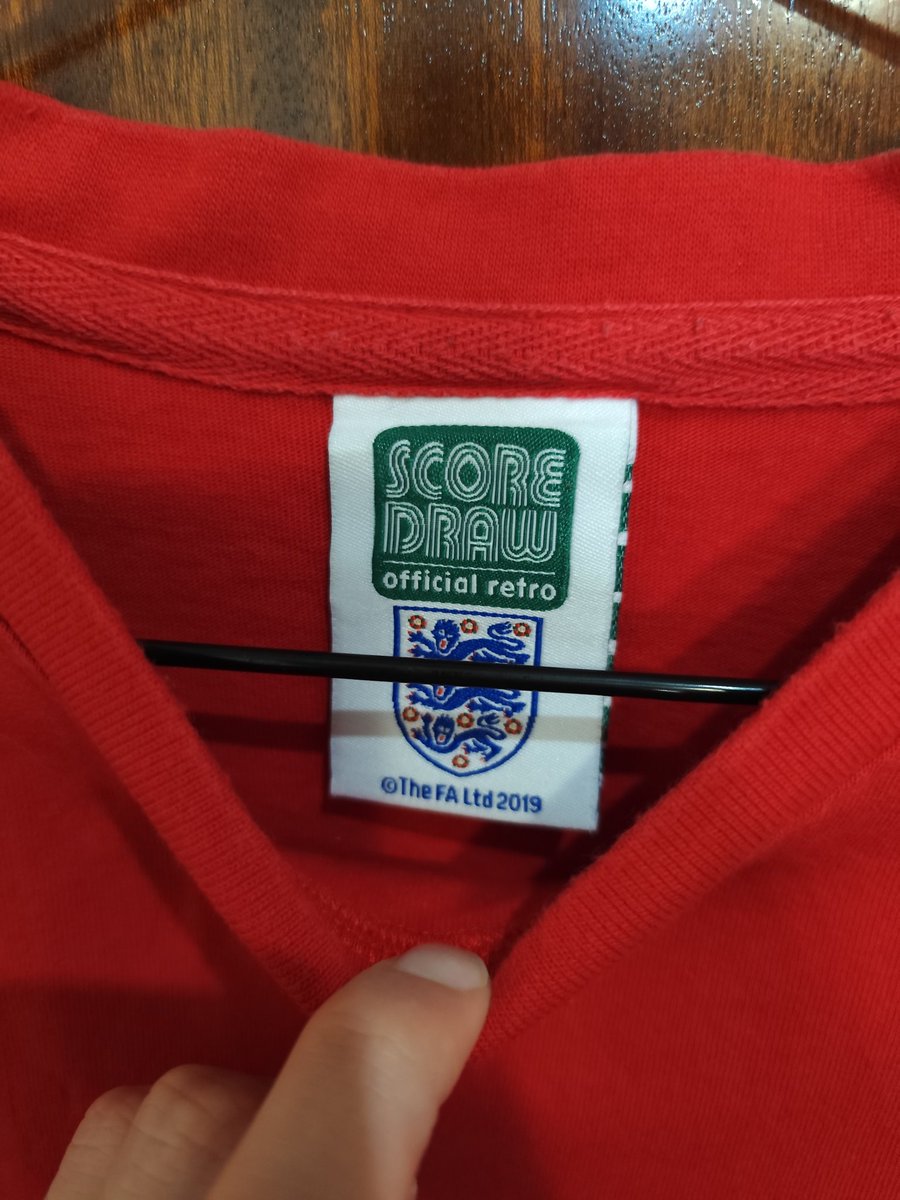 SCORE
DRAW
official retro
©The FA Ltd 2019